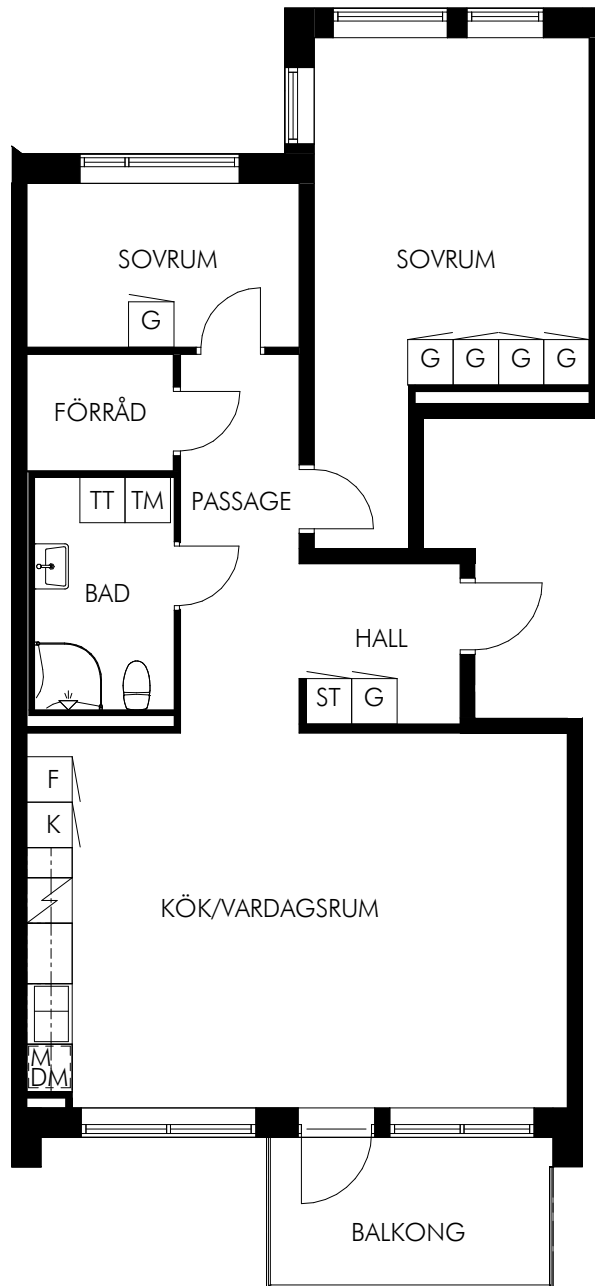 SOVRUM
SOVRUM
G
G G G G
FÖRRÅD
TT TM
PASSAGE
BAD
HALL
ST G
F
K
KÖK/VARDAGSRUM
M
DM
BALKONG